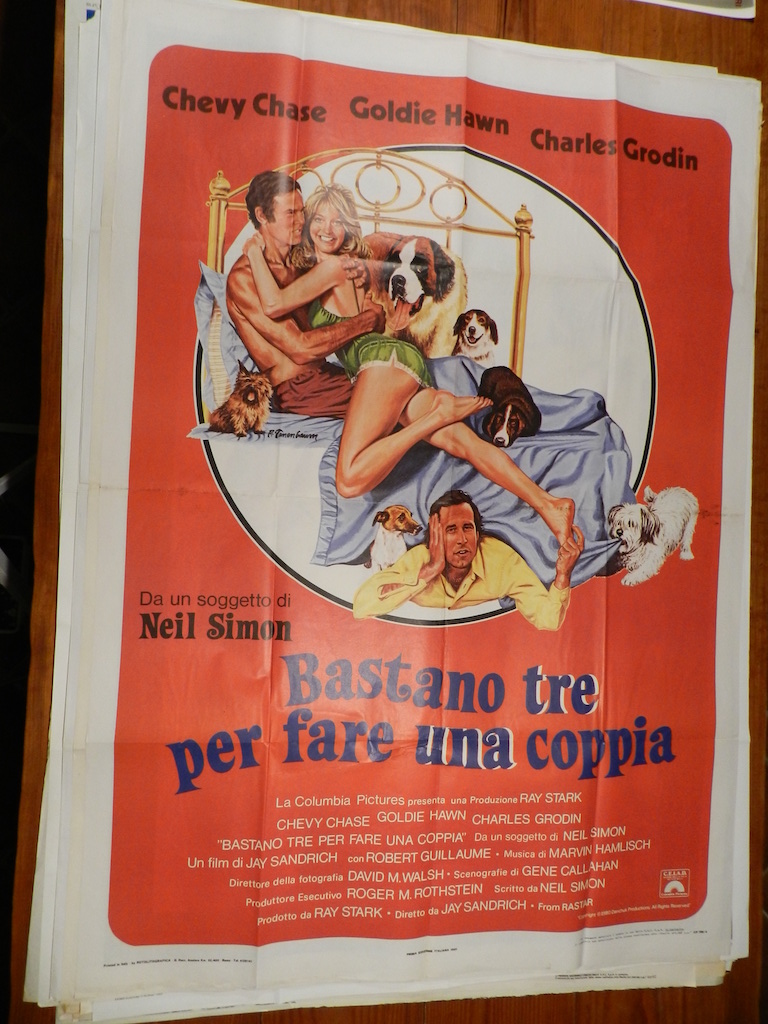 Chevy Chase Goldie Hawn Charles Grodin
Da un soggetto di
Neil Simon
Bastano tre
per fare una coppia
La Columbia Pictures presenta una Produzione RAY STARK
CHEVY CHASE GOLDIE HAWN CHARLES GRODIN
"BASTANO TRE PER FARE UNA COPPIA" Da un soggetto di NEIL SIMON
Un film di JAY SANDRICH con ROBERT GUILLAUME • Musica di MARVIN HAMLISCH
Direttore della fotografia DAVID M. WALSH • Scenografie di GENE CALLAHAN
Produttore Esecutivo ROGER M. ROTHSTEIN Scritto da NEIL SIMON
Prodotto da RAY STARK • Diretto da JAY SANDRICH • From RASTAR
C.E.I.A.D.